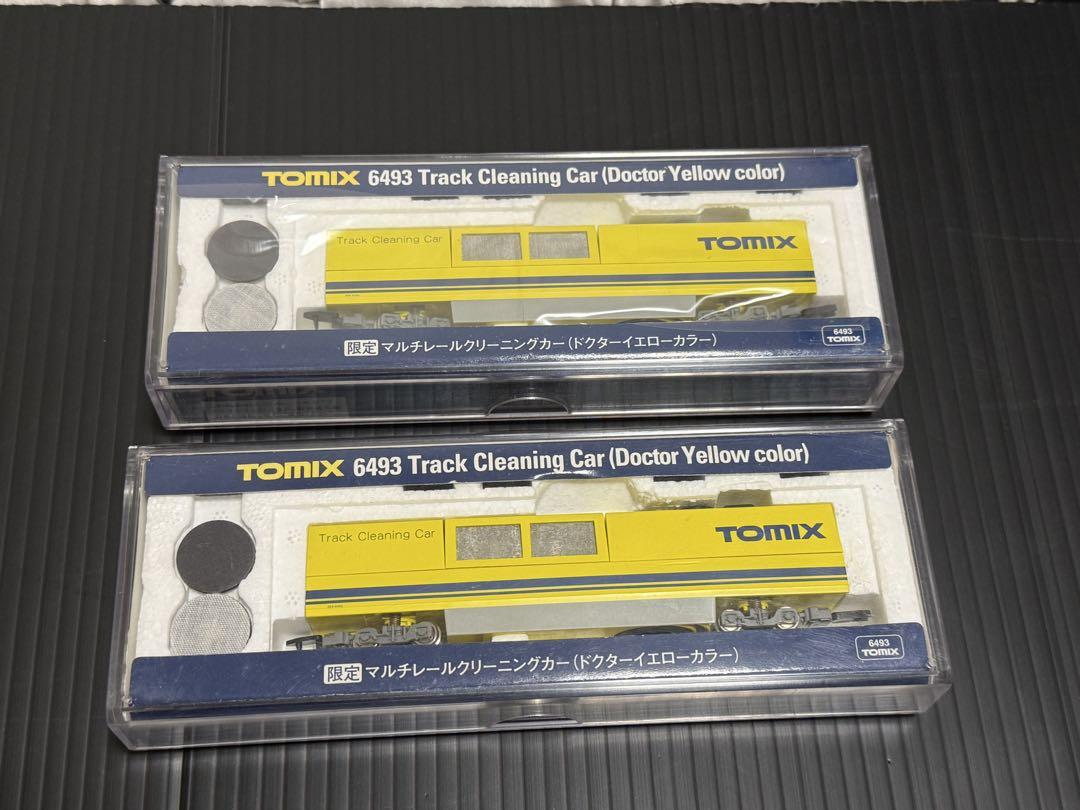 TOMIX 6493 Track Cleaning Car (Doctor Yellow color)
Track Cleaning Car
TOMIX
限定 マルチレールクリーニングカー(ドクターイエローカラー)
6493
TOMIX
TOMIX 6493 Track Cleaning Car (Doctor Yellow color)
Track Cleaning Car
TOMIX
限定 マルチレールクリーニングカー(ドクターイエローカラー)
6493
TOMIX